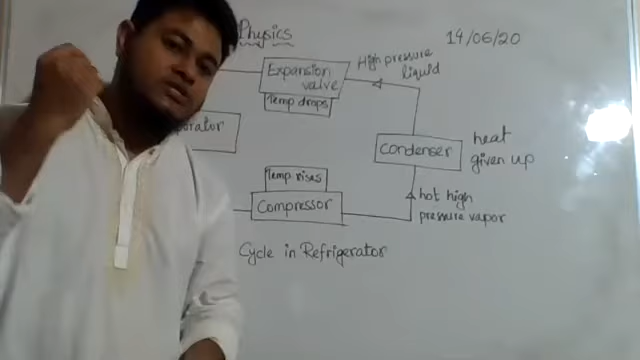 Physics
14/06/20
High pressure
liquid
Expansion
valve
Temp drops
Condenser
heat
given up
Temp rises
Compressor
hot high
pressure vapor
Cycle in Refrigerator